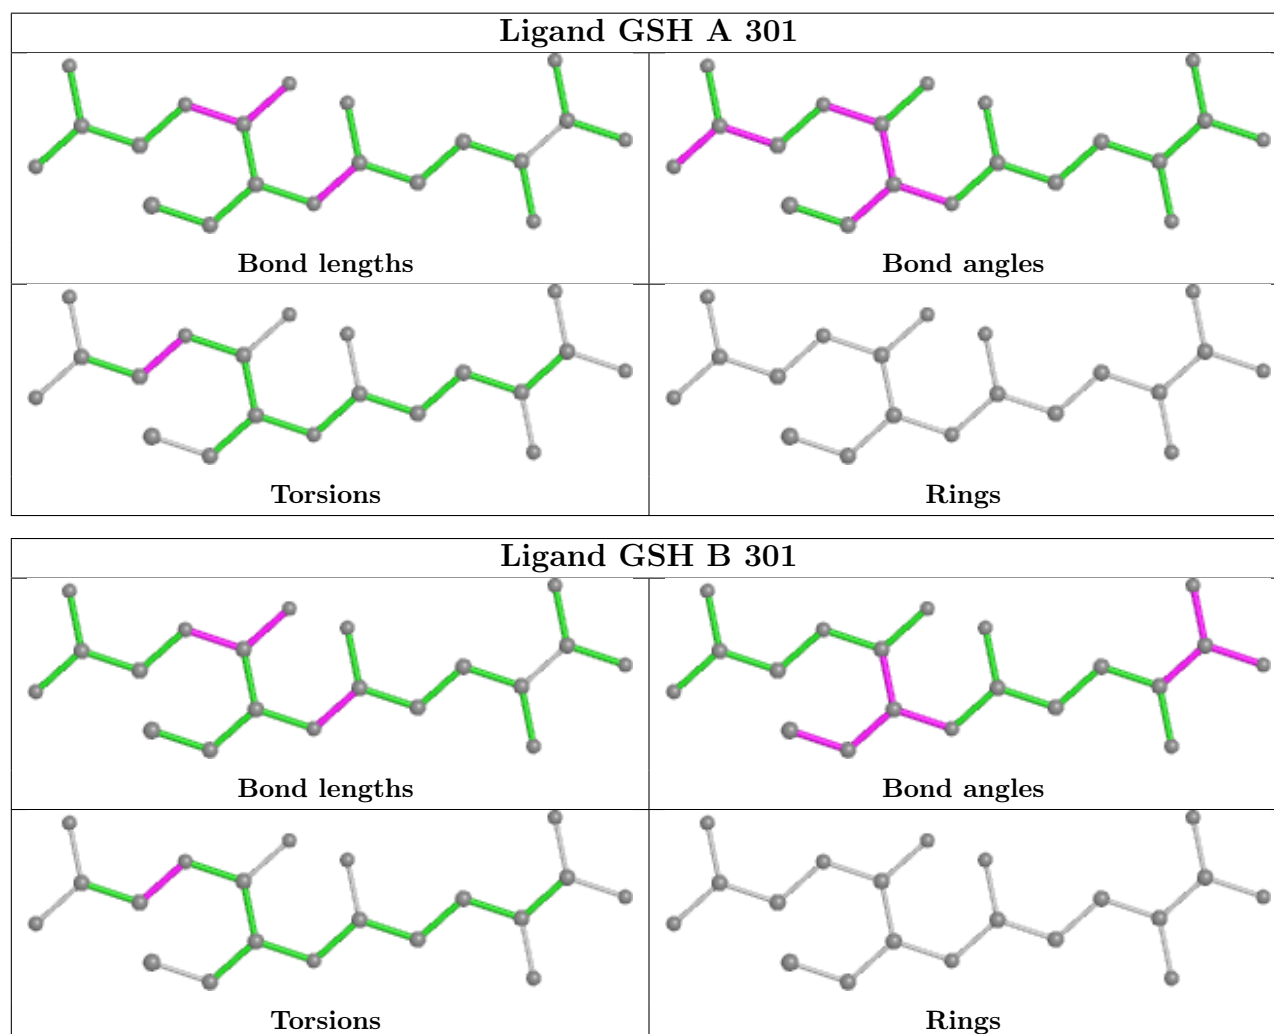 Ligand GSH A 301
Bond lengths
Bond angles
Torsions
Rings
Ligand GSH B 301
Bond lengths
Bond angles
Torsions
Rings